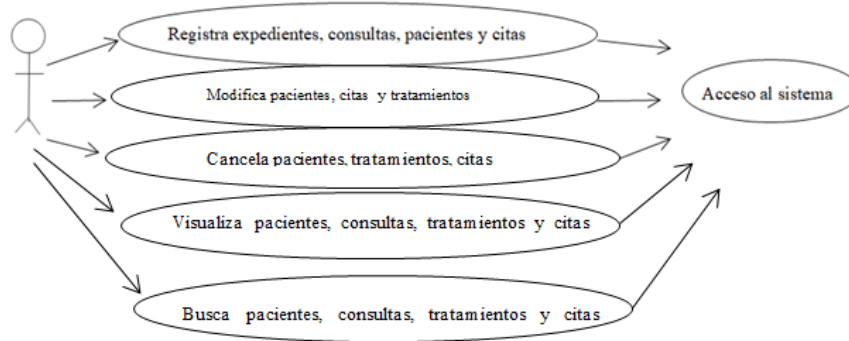 Registra expedientes, consultas, pacientes y citas
Modifica pacientes, citas y tratamientos
Acceso al sistema
Cancela pacientes, tratamientos, citas
Visualiza pacientes, consultas, tratamientos y citas
Busca pacientes, consultas, tratamientos y citas